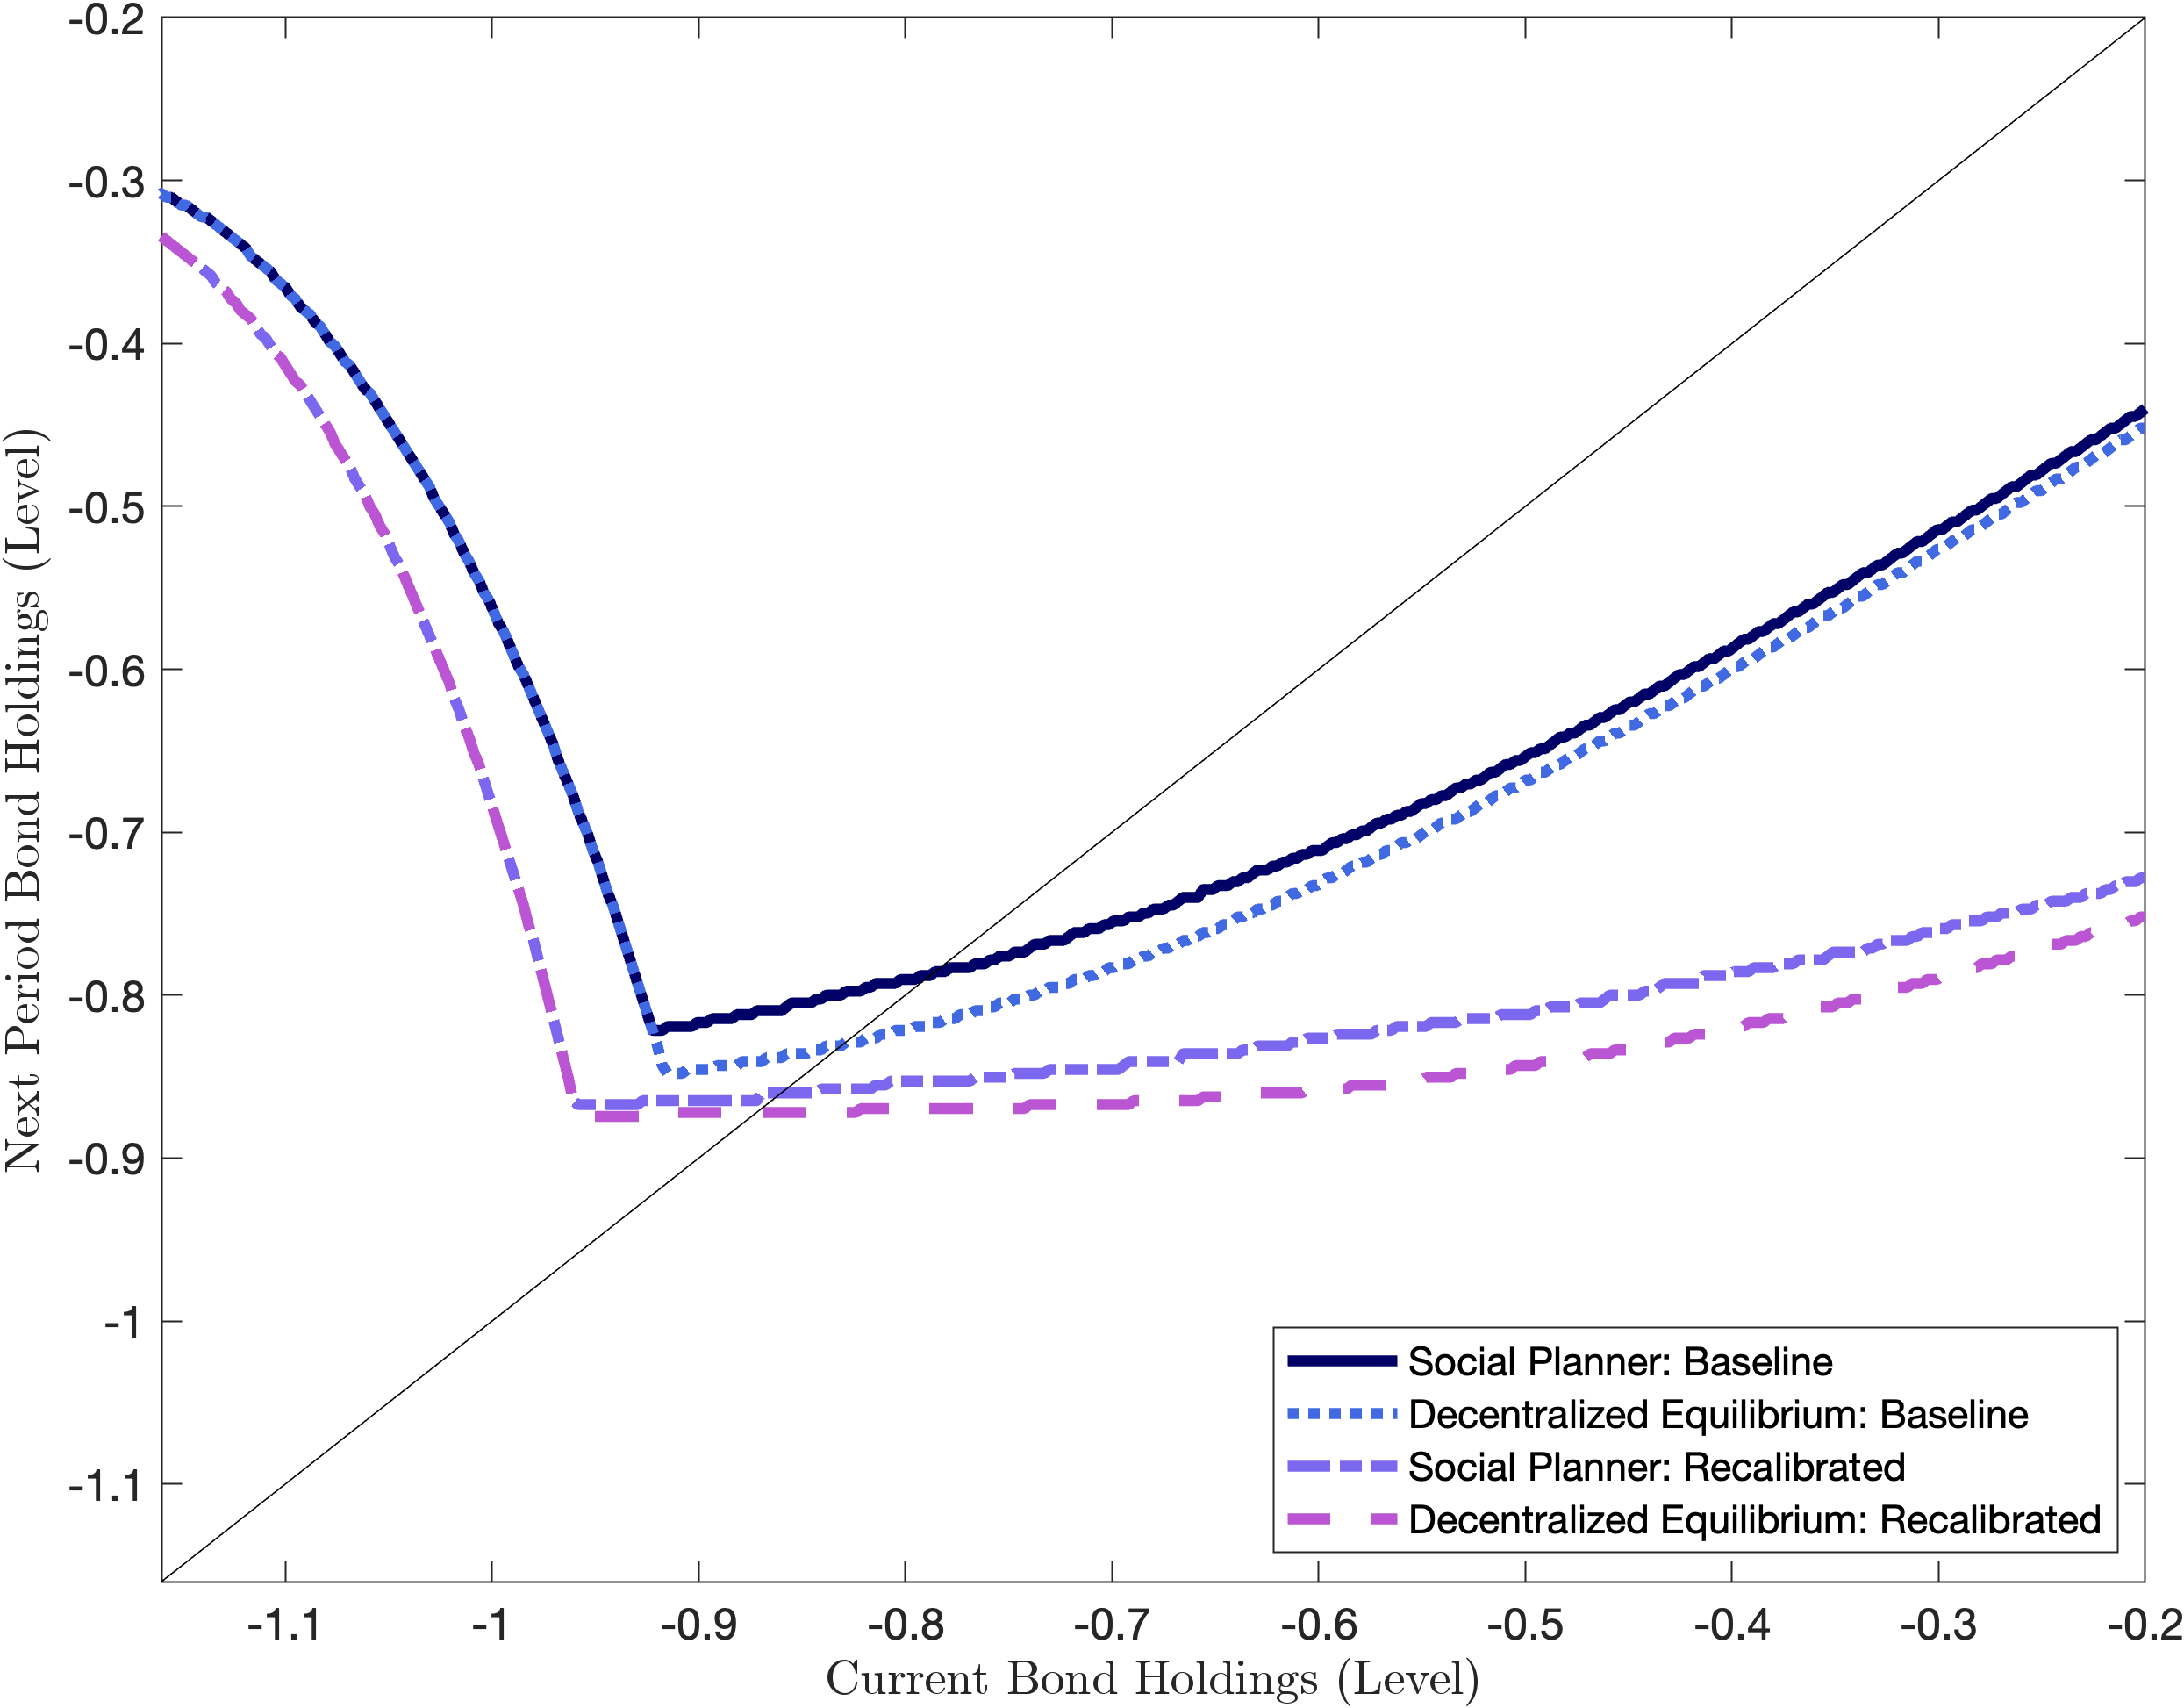 -0.2
-0.3
-0.4
-0.5
-0.6
-0.7
-0.8
-0.9
-1
-1.1
Next Period Bond Holdings (Level)
Social Planner: Baseline
Decentralized Equilibrium: Baseline
Social Planner: Recalibrated
Decentralized Equilibrium: Recalibrated
-1.1 -1 -0.9 -0.8 -0.7 -0.6 -0.5 -0.4 -0.3 -0.2
Current Bond Holdings (Level)